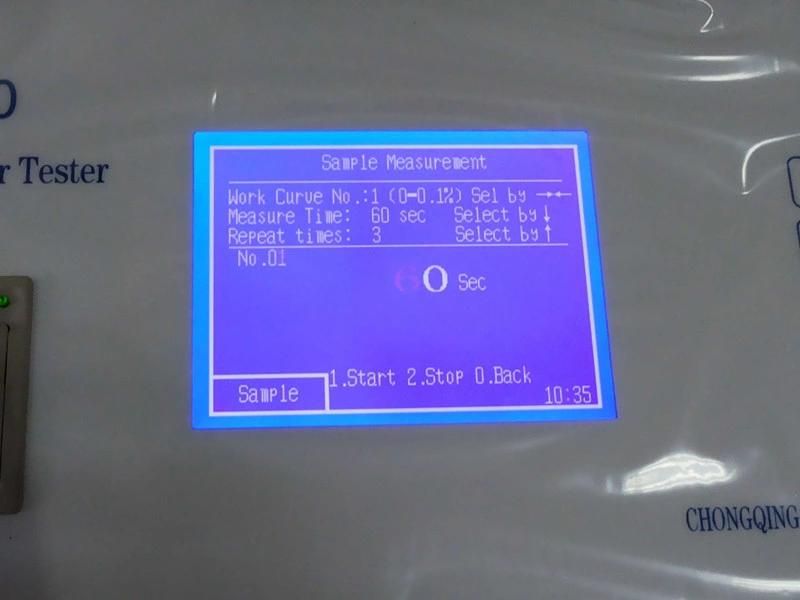 r Tester
Sample Measurement
Work Curve No.:1 (0-0.1%) Sel by →←
Measure Time: 60 sec Select by↓
Repeat times: 3 Select by↑
No.01
60 Sec
1.Start 2.Stop 0.Back
Sample
10:35
CHONGQING